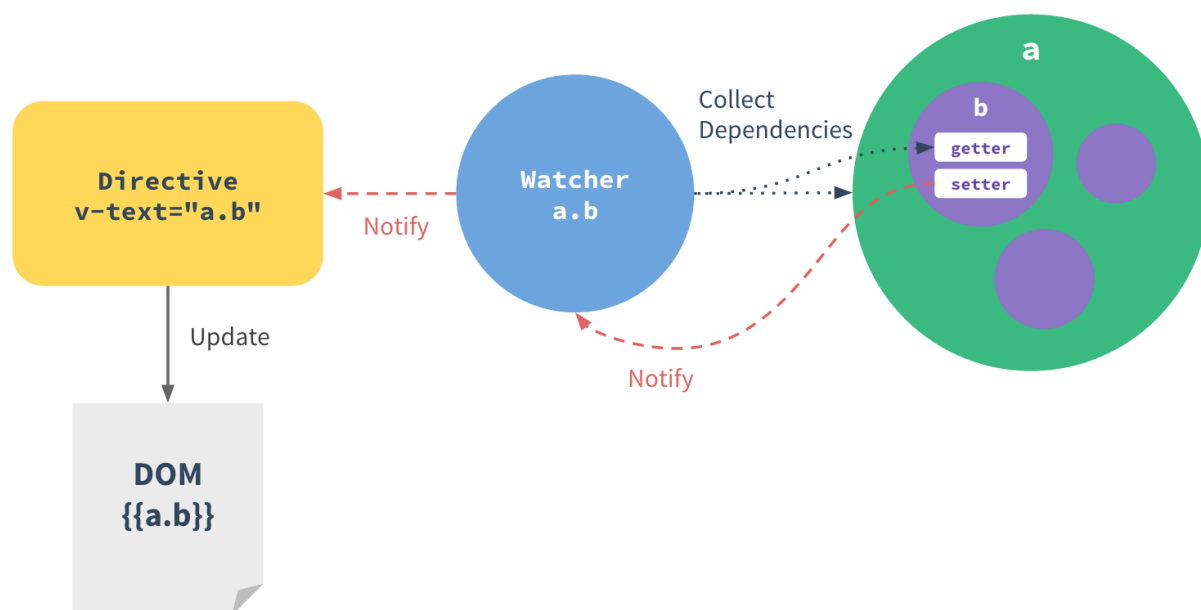 a
Collect
Dependencies
b
getter
setter
Directive
v-text="a.b"
Watcher
a.b
Notify
Update
Notify
DOM
{{a.b}}